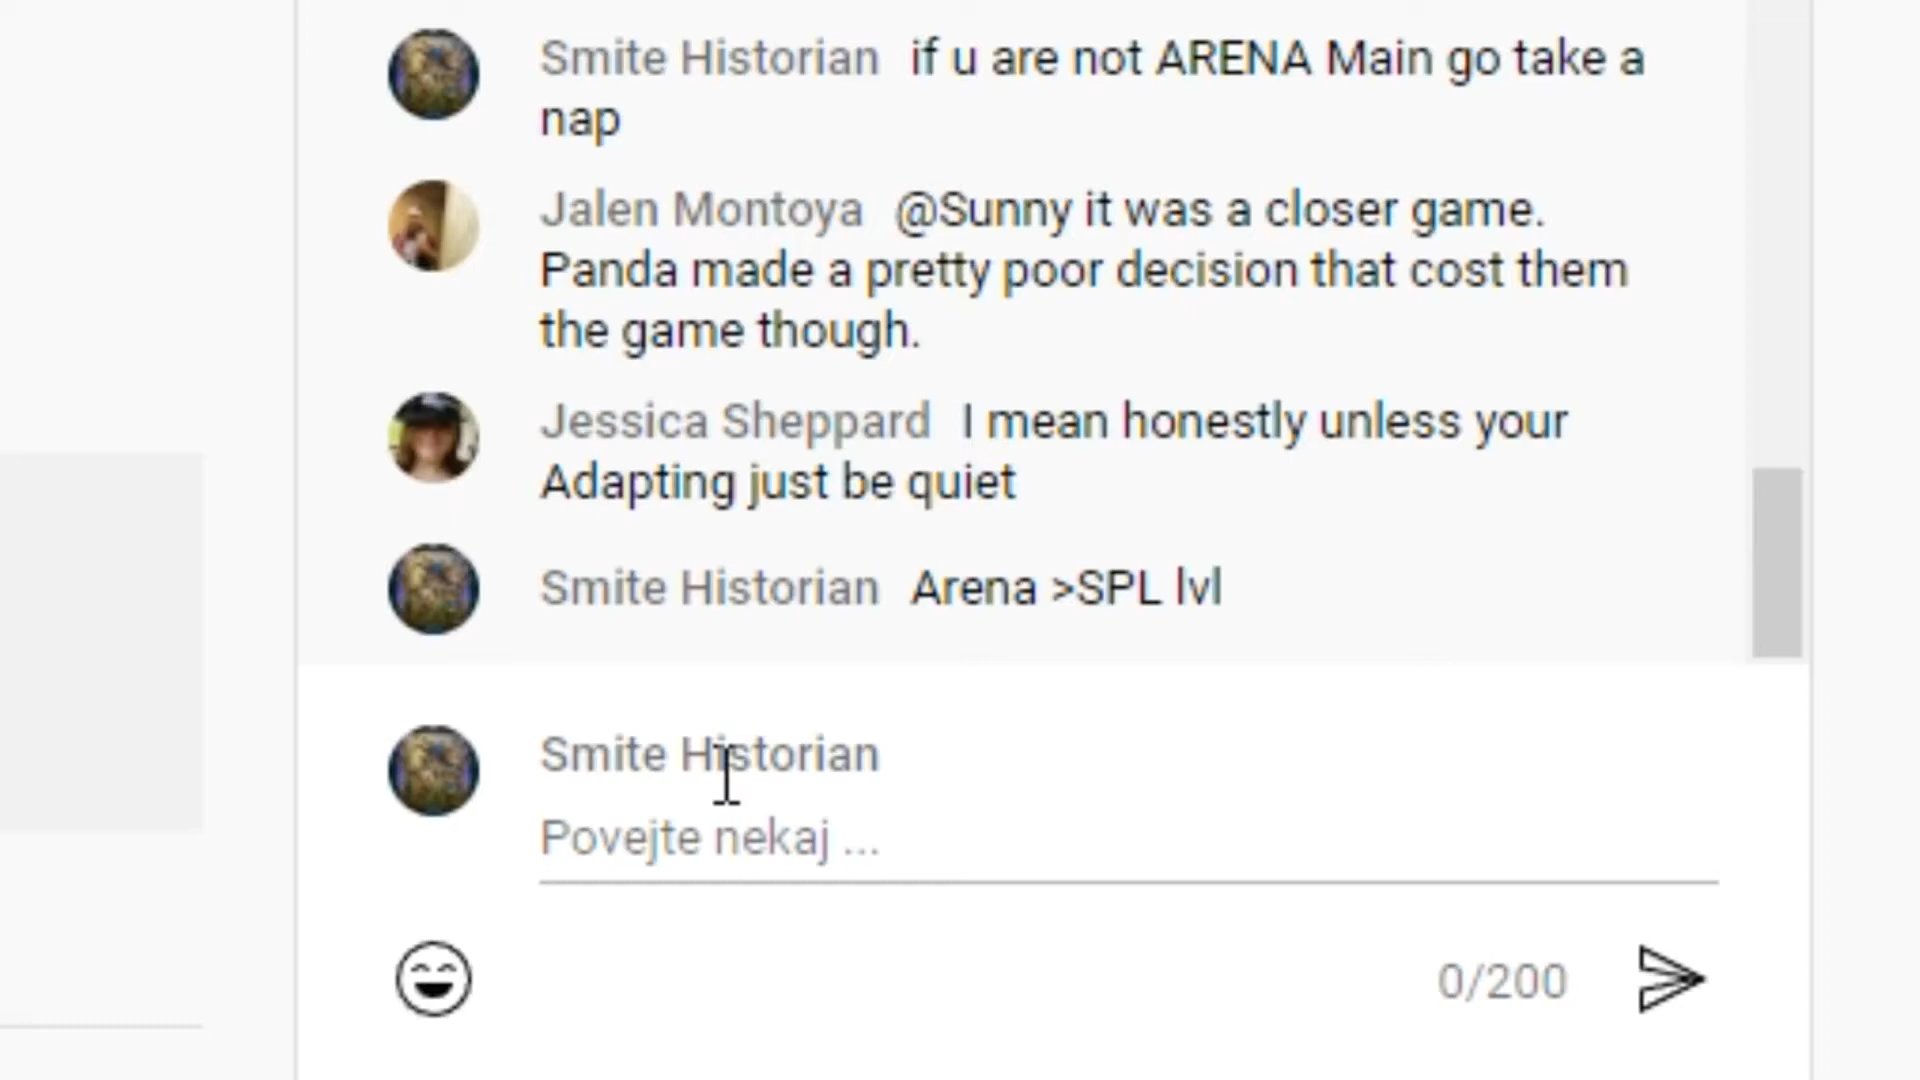 Smite Historian if u are not ARENA Main go take a
nap
Jalen Montoya @Sunny it was a closer game.
Panda made a pretty poor decision that cost them
the game though.
Jessica Sheppard I mean honestly unless your
Adapting just be quiet
Smite Historian Arena >SPL lvl
Smite Historian
Povejte nekaj ...
0/200